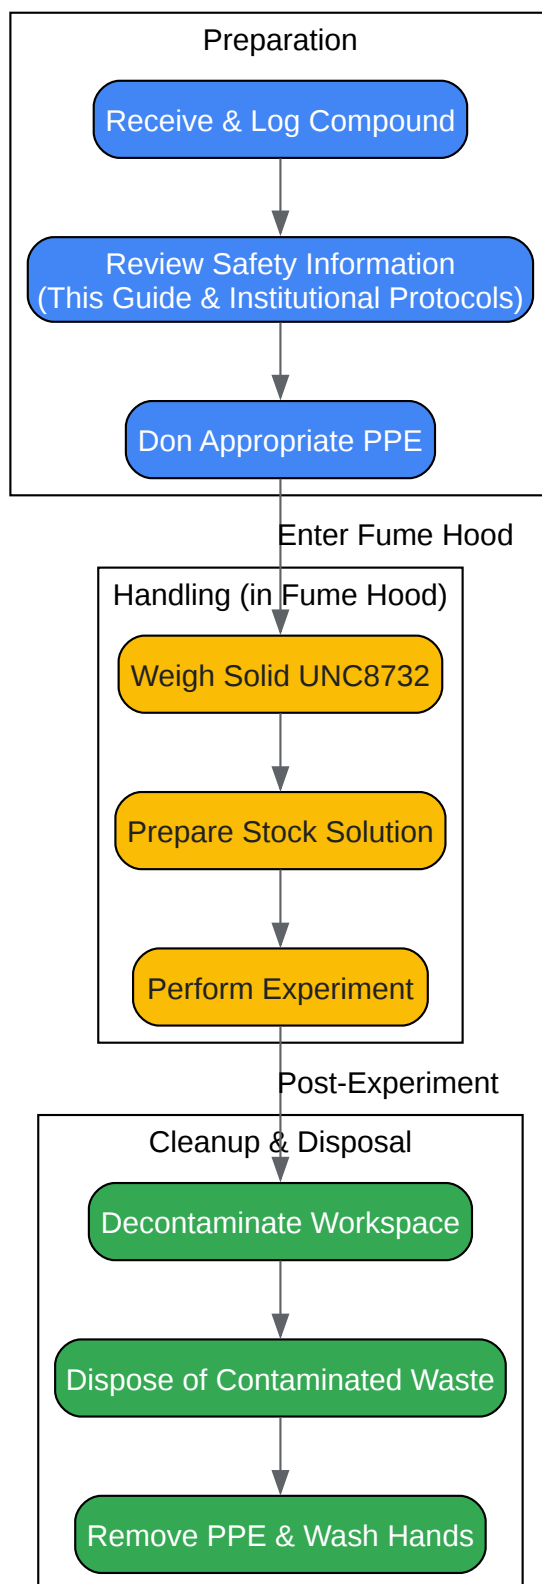 Preparation
Receive & Log Compound
Review Safety Information
(This Guide & Institutional Protocols)
Don Appropriate PPE
Enter Fume Hood
Handling (in Fume Hood)
Weigh Solid UNC8732
Prepare Stock Solution
Perform Experiment
Post-Experiment
Cleanup & Disposal
Decontaminate Workspace
Dispose of Contaminated Waste
Remove PPE & Wash Hands